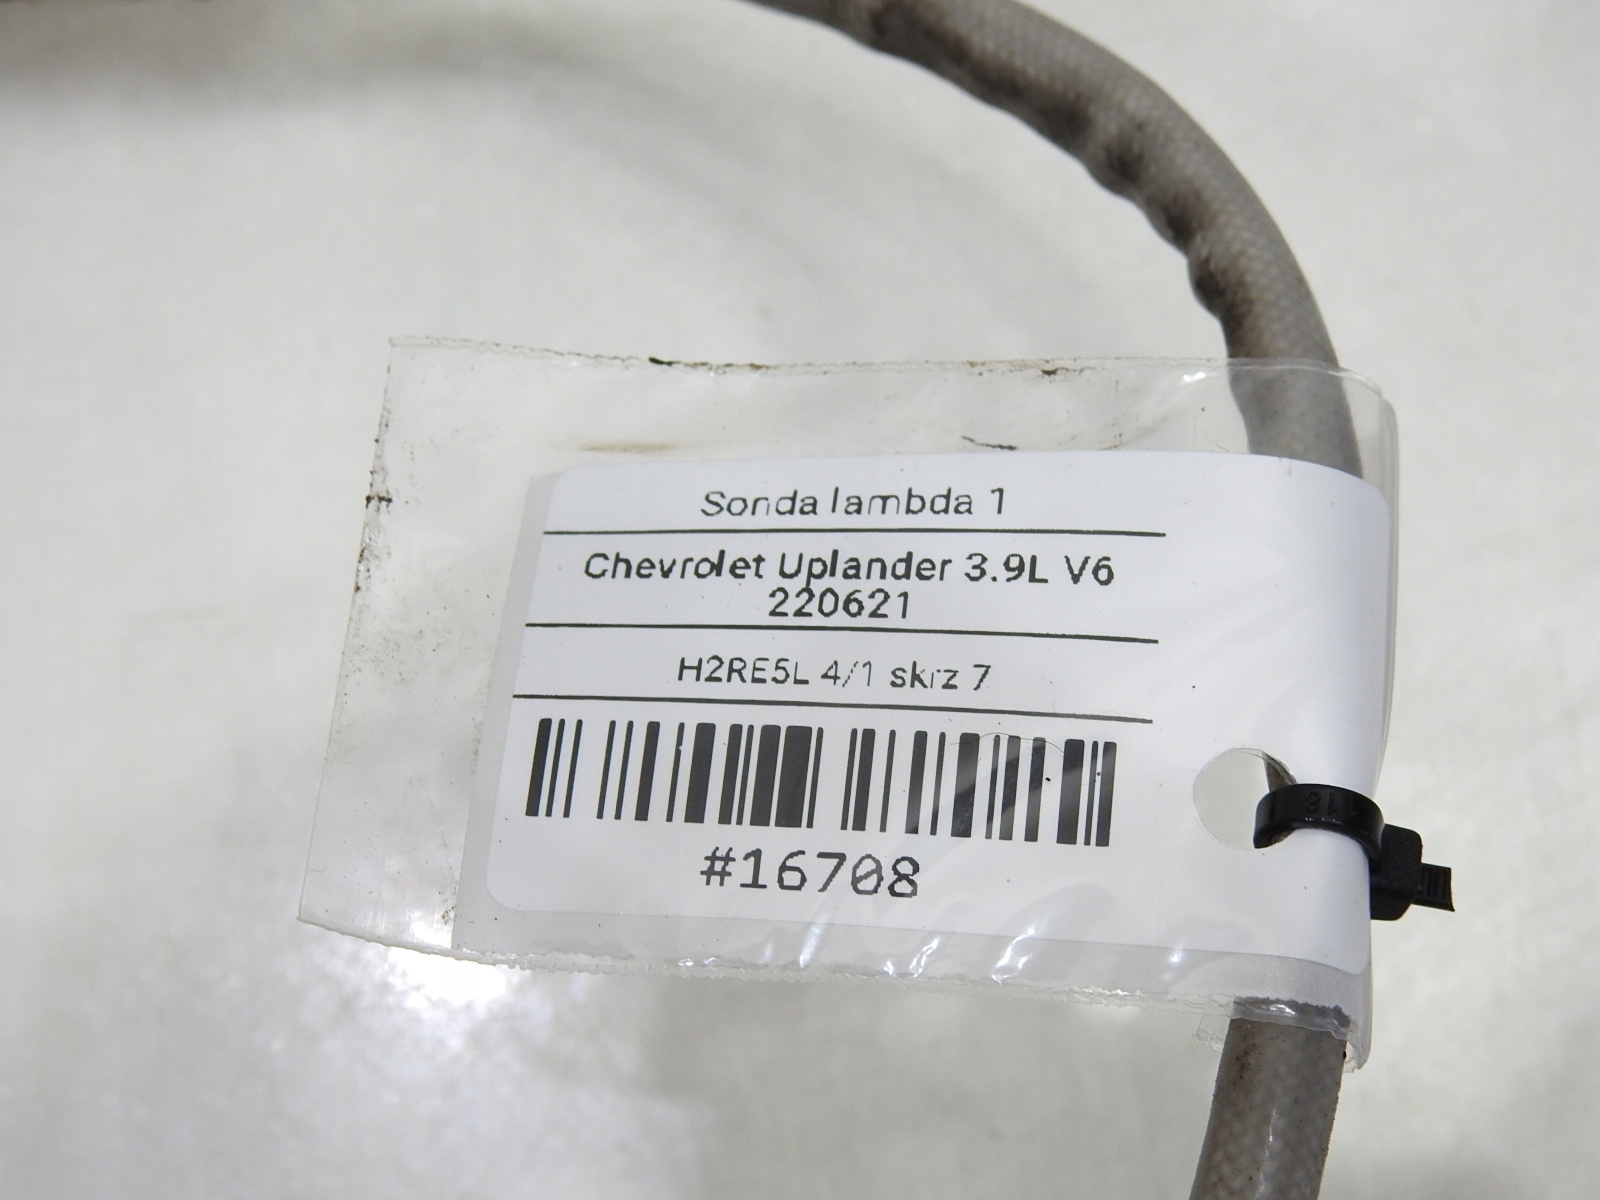 Sonda lambda 1
Chevrolet Uplander 3.9L V6
220621
H2RE5L 4/1 skrz 7
#16708